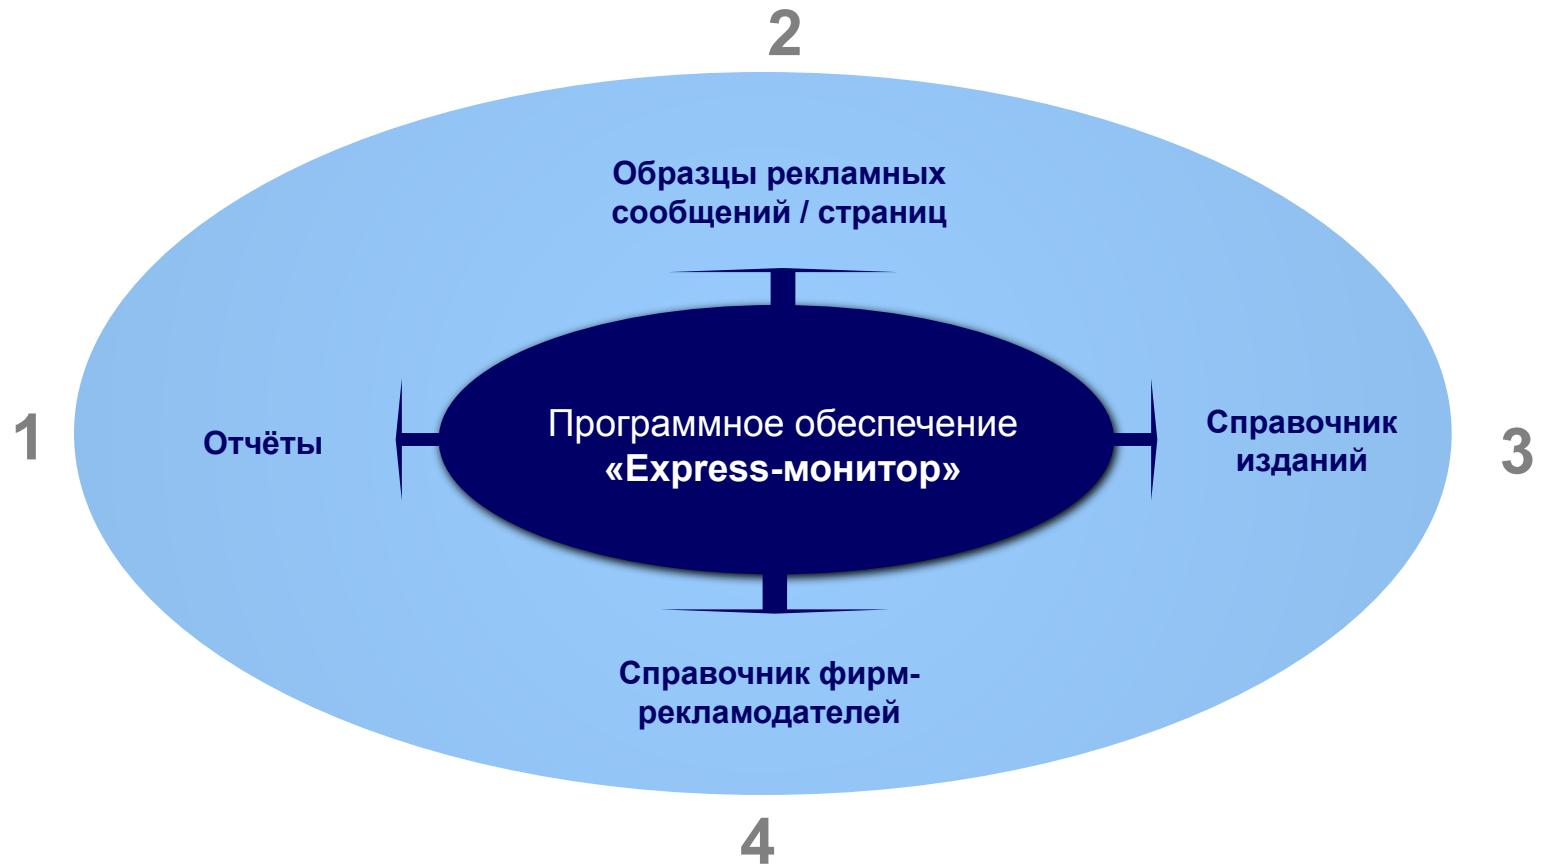 2
Образцы рекламных
сообщений / страниц
1
Отчёты
Программное обеспечение
«Express-монитор»
Справочник
изданий
3
Справочник фирм-
рекламодателей
4